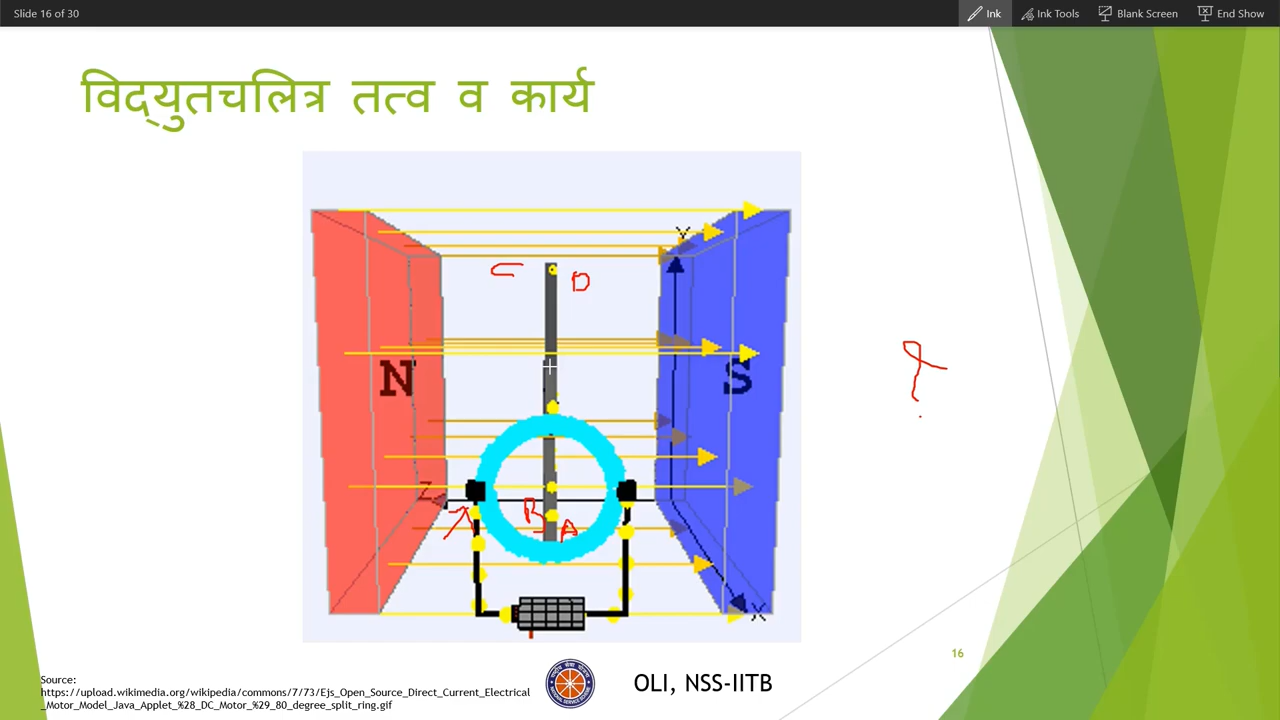 Slide 16 of 30
Ink
Ink Tools
Blank Screen
End Show
विद्युतचलित्र तत्व व कार्य
Y
C
D
N
S
?
Z
B
A
X
16
Source:
https://upload.wikimedia.org/wikipedia/commons/7/73/Ejs_Open_Source_Direct_Current_Electrical
_Motor_Model_Java_Applet_%28_DC_Motor_%29_80_degree_split_ring.gif
OLI, NSS-IITB